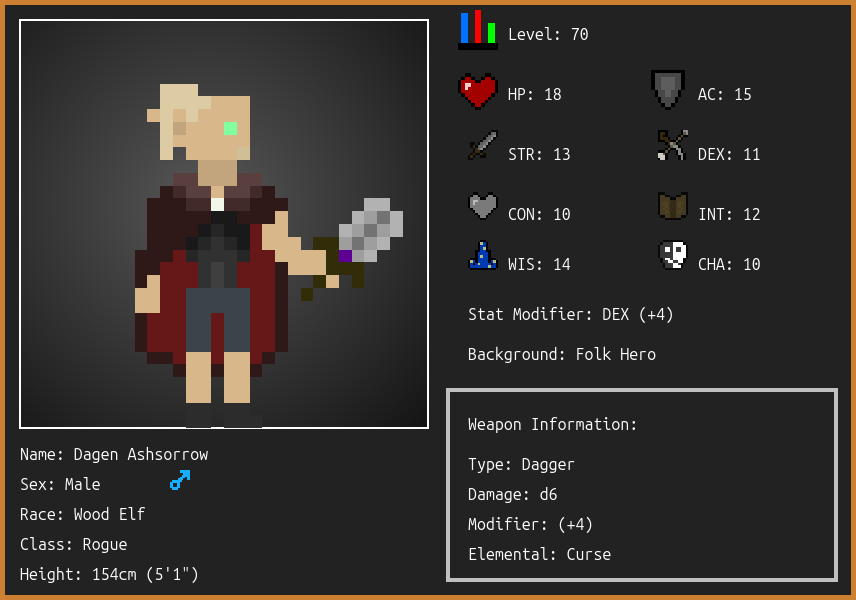 Level: 70
HP: 18
AC: 15
STR: 13
DEX: 11
CON: 10
INT: 12
WIS: 14
CHA: 10
Stat Modifier: DEX (+4)
Background: Folk Hero
Weapon Information:
Type: Dagger
Damage: d6
Modifier: (+4)
Elemental: Curse
Name: Dagen Ashsorrow
Sex: Male
Race: Wood Elf
Class: Rogue
Height: 154cm (5'1")